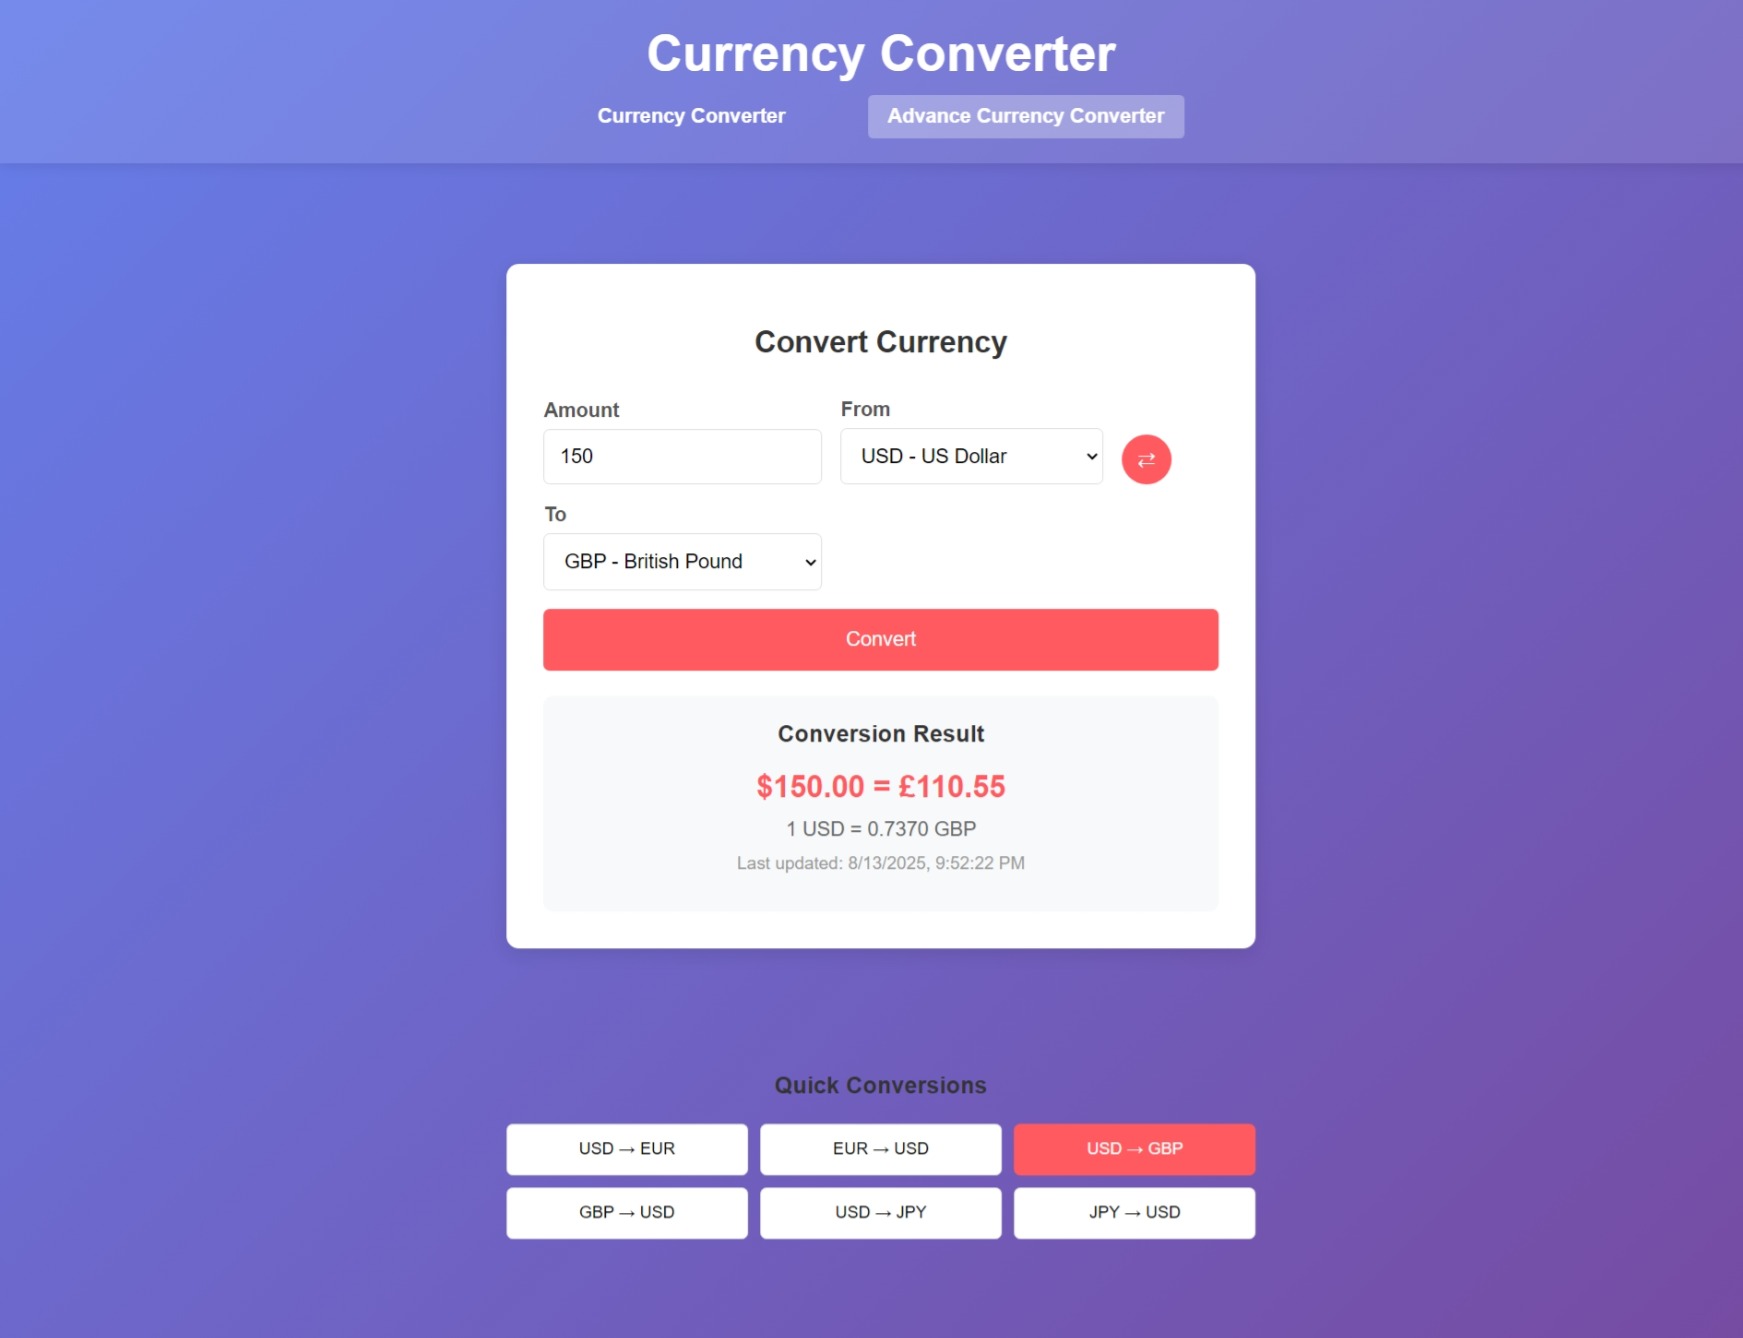 Currency Converter
Currency Converter
Advance Currency Converter
Convert Currency
Amount
From
150
USD - US Dollar
⇄
To
GBP - British Pound
Convert
Conversion Result
$150.00 = £110.55
1 USD = 0.7370 GBP
Last updated: 8/13/2025, 9:52:22 PM
Quick Conversions
USD → EUR
EUR → USD
USD → GBP
GBP → USD
USD → JPY
JPY → USD